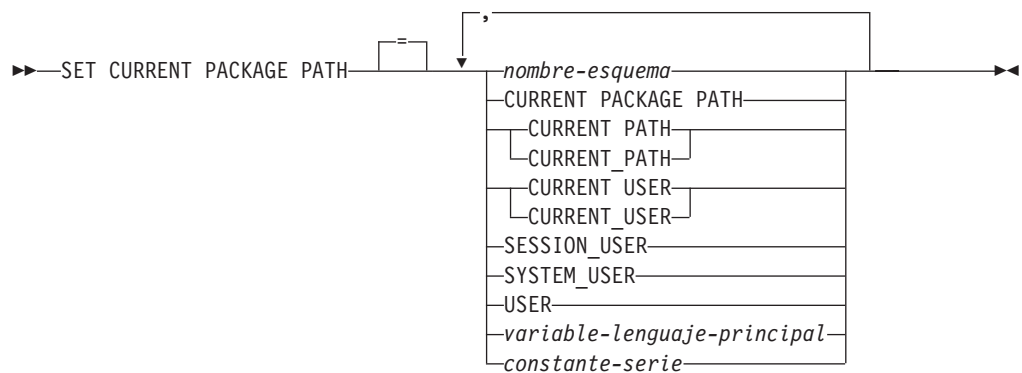 ,
=
SET CURRENT PACKAGE PATH
nombre-esquema
CURRENT PACKAGE PATH
CURRENT PATH
CURRENT_PATH
CURRENT USER
CURRENT_USER
SESSION_USER
SYSTEM_USER
USER
variable-lenguaje-principal
constante-serie